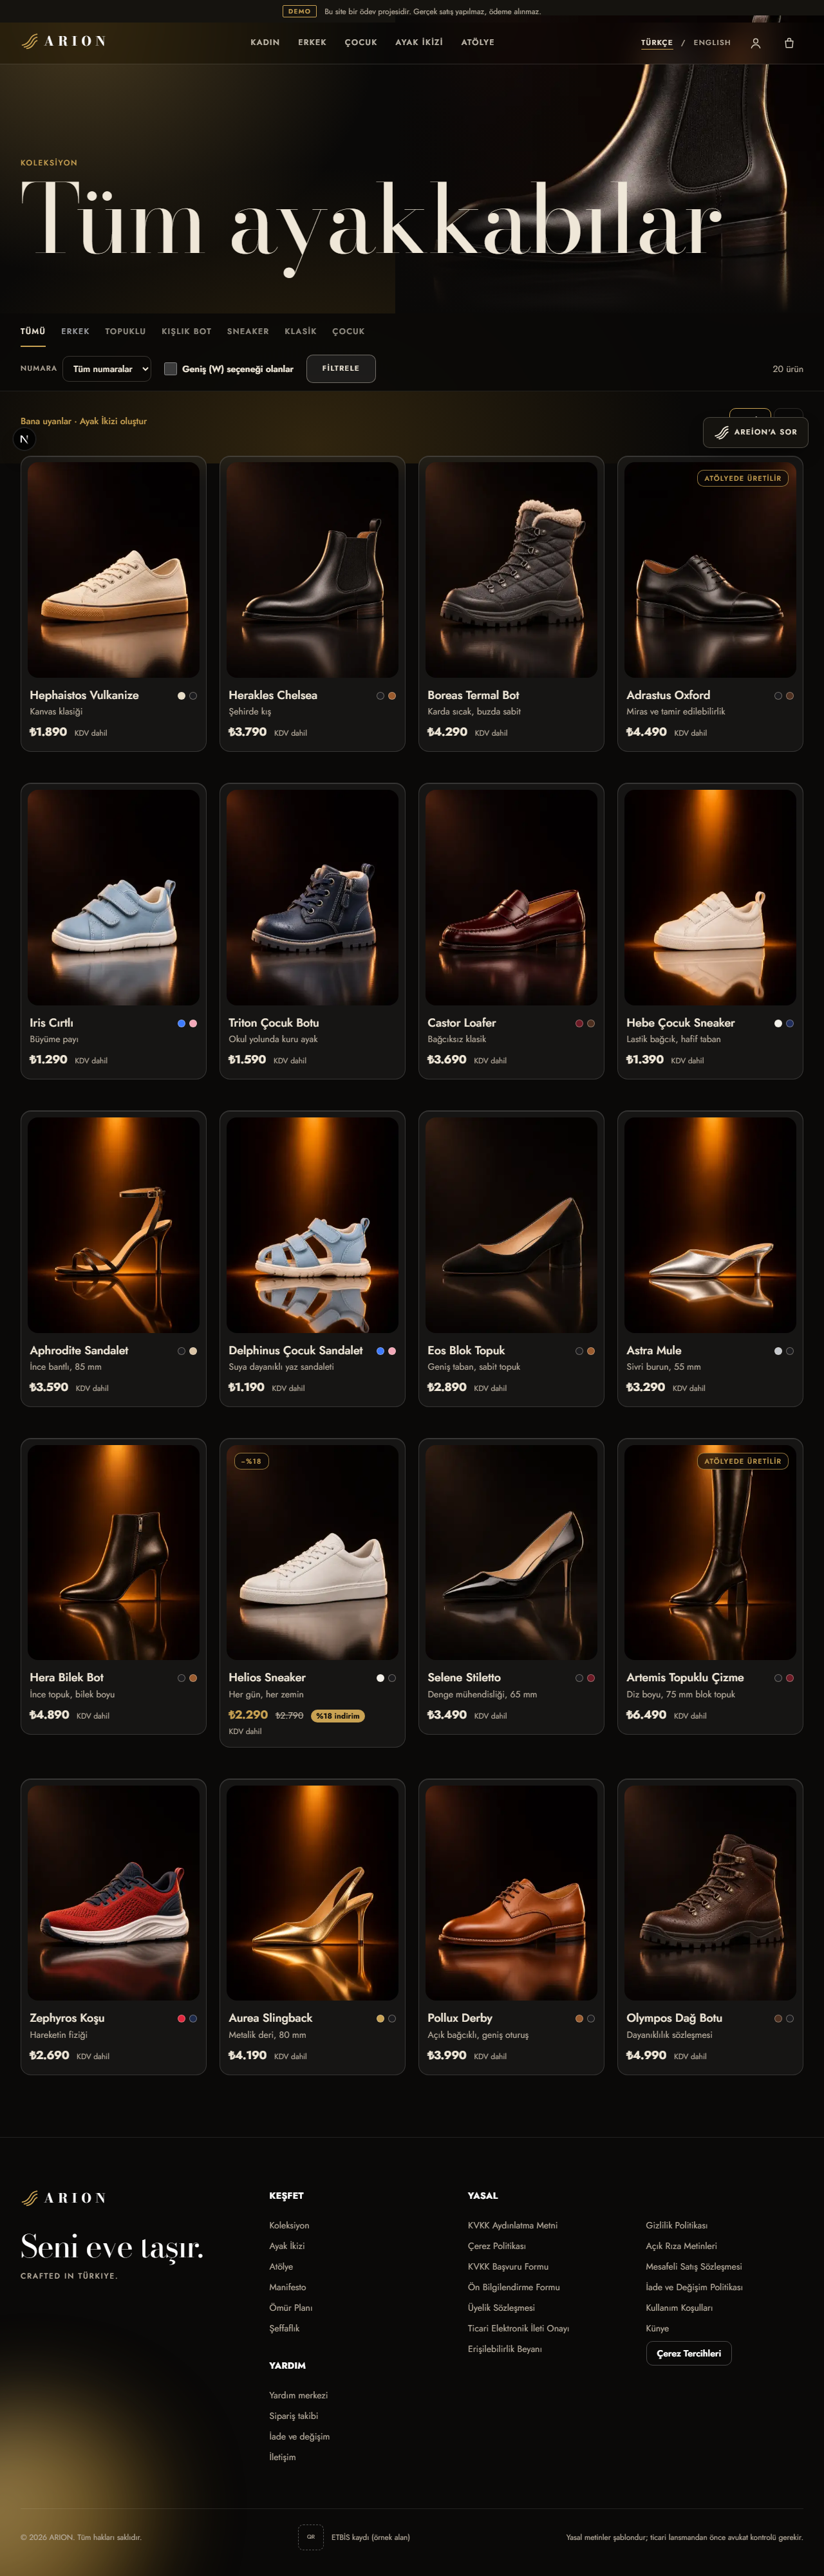 DEMO Bu site bir ödev projesidir. Gerçek satış yapılmaz, ödeme alınmaz.
ARION KADIN ERKEK ÇOCUK AYAK İKİZİ ATÖLYE TÜRKÇE / ENGLISH
KOLEKSİYON
Tüm ayakkabılar
TÜMÜ ERKEK TOPUKLU KIŞLIK BOT SNEAKER KLASİK ÇOCUK
NUMARA Tüm numaralar Geniş (W) seçeneği olanlar FİLTRELE 20 ürün
Bana uyanlar - Ayak İkizi oluştur
N
AREİON'A SOR
ATÖLYEDE ÜRETİLİR
Hephaistos Vulkanize
Kanvas klasiği
₺1.890 KDV dahil
Herakles Chelsea
Şehirde kış
₺3.790 KDV dahil
Boreas Termal Bot
Karda sıcak, buzda sabit
₺4.290 KDV dahil
Adrastus Oxford
Miras ve tamir edilebilirlik
₺4.490 KDV dahil
Iris Cırtlı
Büyüme payı
₺1.290 KDV dahil
Triton Çocuk Botu
Okul yolunda kuru ayak
₺1.590 KDV dahil
Castor Loafer
Bağcıksız klasik
₺3.690 KDV dahil
Hebe Çocuk Sneaker
Lastik bağcık, hafif taban
₺1.390 KDV dahil
Aphrodite Sandalet
İnce bantlı, 85 mm
₺3.590 KDV dahil
Delphinus Çocuk Sandalet
Suya dayanıklı yaz sandaleti
₺1.190 KDV dahil
Eos Blok Topuk
Geniş taban, sabit topuk
₺2.890 KDV dahil
Astra Mule
Sivri burun, 55 mm
₺3.290 KDV dahil
Hera Bilek Bot
İnce topuk, bilek boyu
₺4.890 KDV dahil
−%18
Helios Sneaker
Her gün, her zemin
₺2.290 ₺2.790 %18 indirim
KDV dahil
Selene Stiletto
Denge mühendisliği, 65 mm
₺3.490 KDV dahil
ATÖLYEDE ÜRETİLİR
Artemis Topuklu Çizme
Diz boyu, 75 mm blok topuk
₺6.490 KDV dahil
Zephyros Koşu
Hareketin fiziği
₺2.690 KDV dahil
Aurea Slingback
Metalik deri, 80 mm
₺4.190 KDV dahil
Pollux Derby
Açık bağcıklı, geniş oturuş
₺3.990 KDV dahil
Olympos Dağ Botu
Dayanıklılık sözleşmesi
₺4.990 KDV dahil
ARION
Seni eve taşır.
CRAFTED IN TÜRKIYE.
KEŞFET
Koleksiyon
Ayak İkizi
Atölye
Manifesto
Ömür Planı
Şeffaflık
YARDIM
Yardım merkezi
Sipariş takibi
İade ve değişim
İletişim
YASAL
KVKK Aydınlatma Metni
Çerez Politikası
KVKK Başvuru Formu
Ön Bilgilendirme Formu
Üyelik Sözleşmesi
Ticari Elektronik İleti Onayı
Erişilebilirlik Beyanı
Gizlilik Politikası
Açık Rıza Metinleri
Mesafeli Satış Sözleşmesi
İade ve Değişim Politikası
Kullanım Koşulları
Künye
Çerez Tercihleri
© 2026 ARION. Tüm hakları saklıdır.
QR ETBİS kaydı (örnek alan)
Yasal metinler şablondur; ticari lansmandan önce avukat kontrolü gerekir.